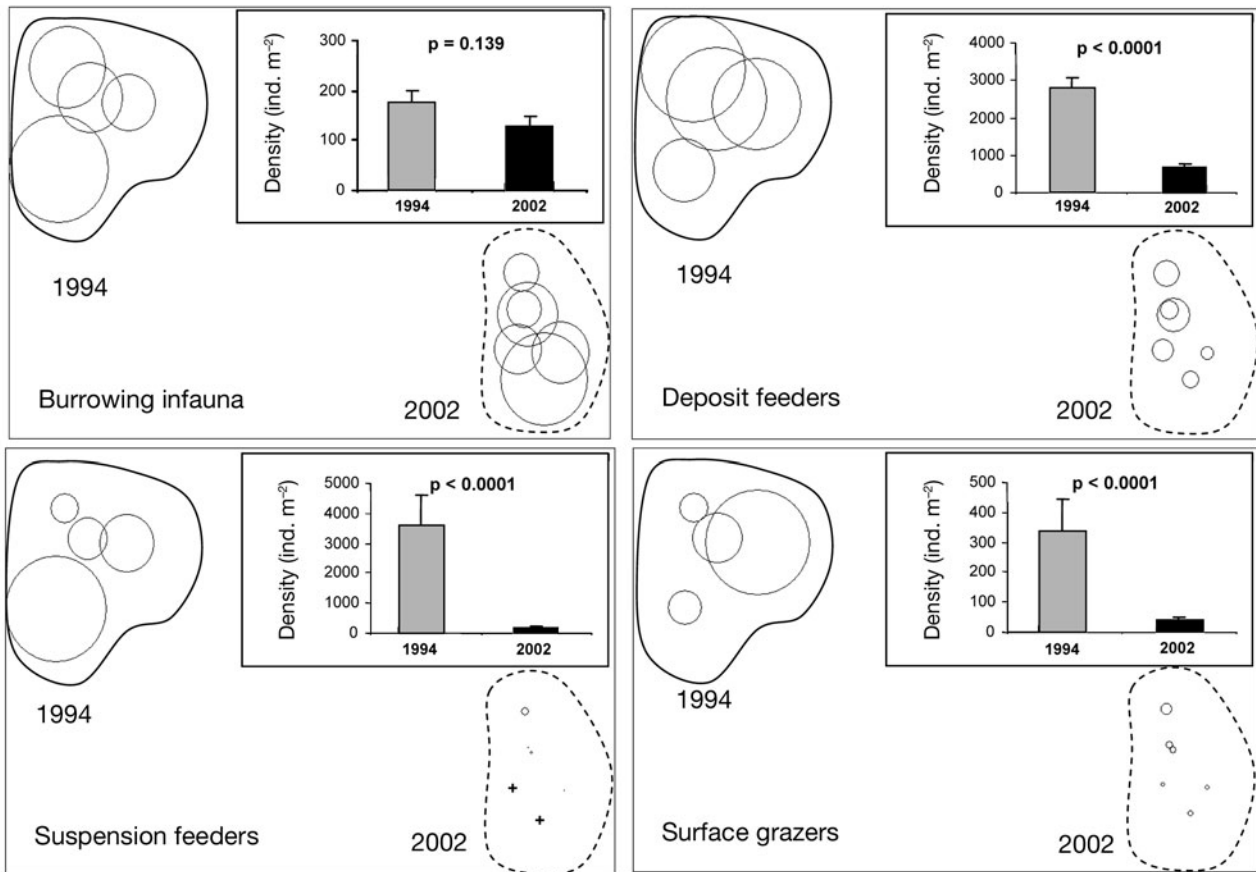 300
200
100
0
Density (ind. m⁻²)
p = 0.139
1994 2002
1994
Burrowing infauna
2002
4000
3000
2000
1000
0
Density (ind. m⁻²)
p < 0.0001
1994 2002
1994
Deposit feeders
2002
5000
4000
3000
2000
1000
0
Density (ind. m⁻²)
p < 0.0001
1994 2002
1994
Suspension feeders
2002
500
400
300
200
100
0
Density (ind. m⁻²)
p < 0.0001
1994 2002
1994
Surface grazers
2002